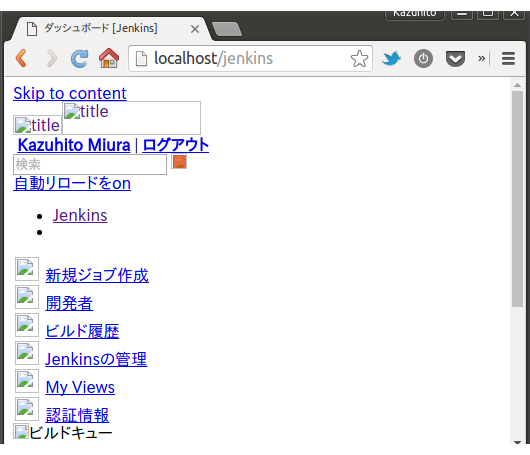 Kazuhito
ダッシュボード [Jenkins]
localhost/jenkins
»
Skip to content
title title
Kazuhito Miura | ログアウト
検索
自動リロードをon
Jenkins
新規ジョブ作成
開発者
ビルド履歴
Jenkinsの管理
My Views
認証情報
ビルドキュー